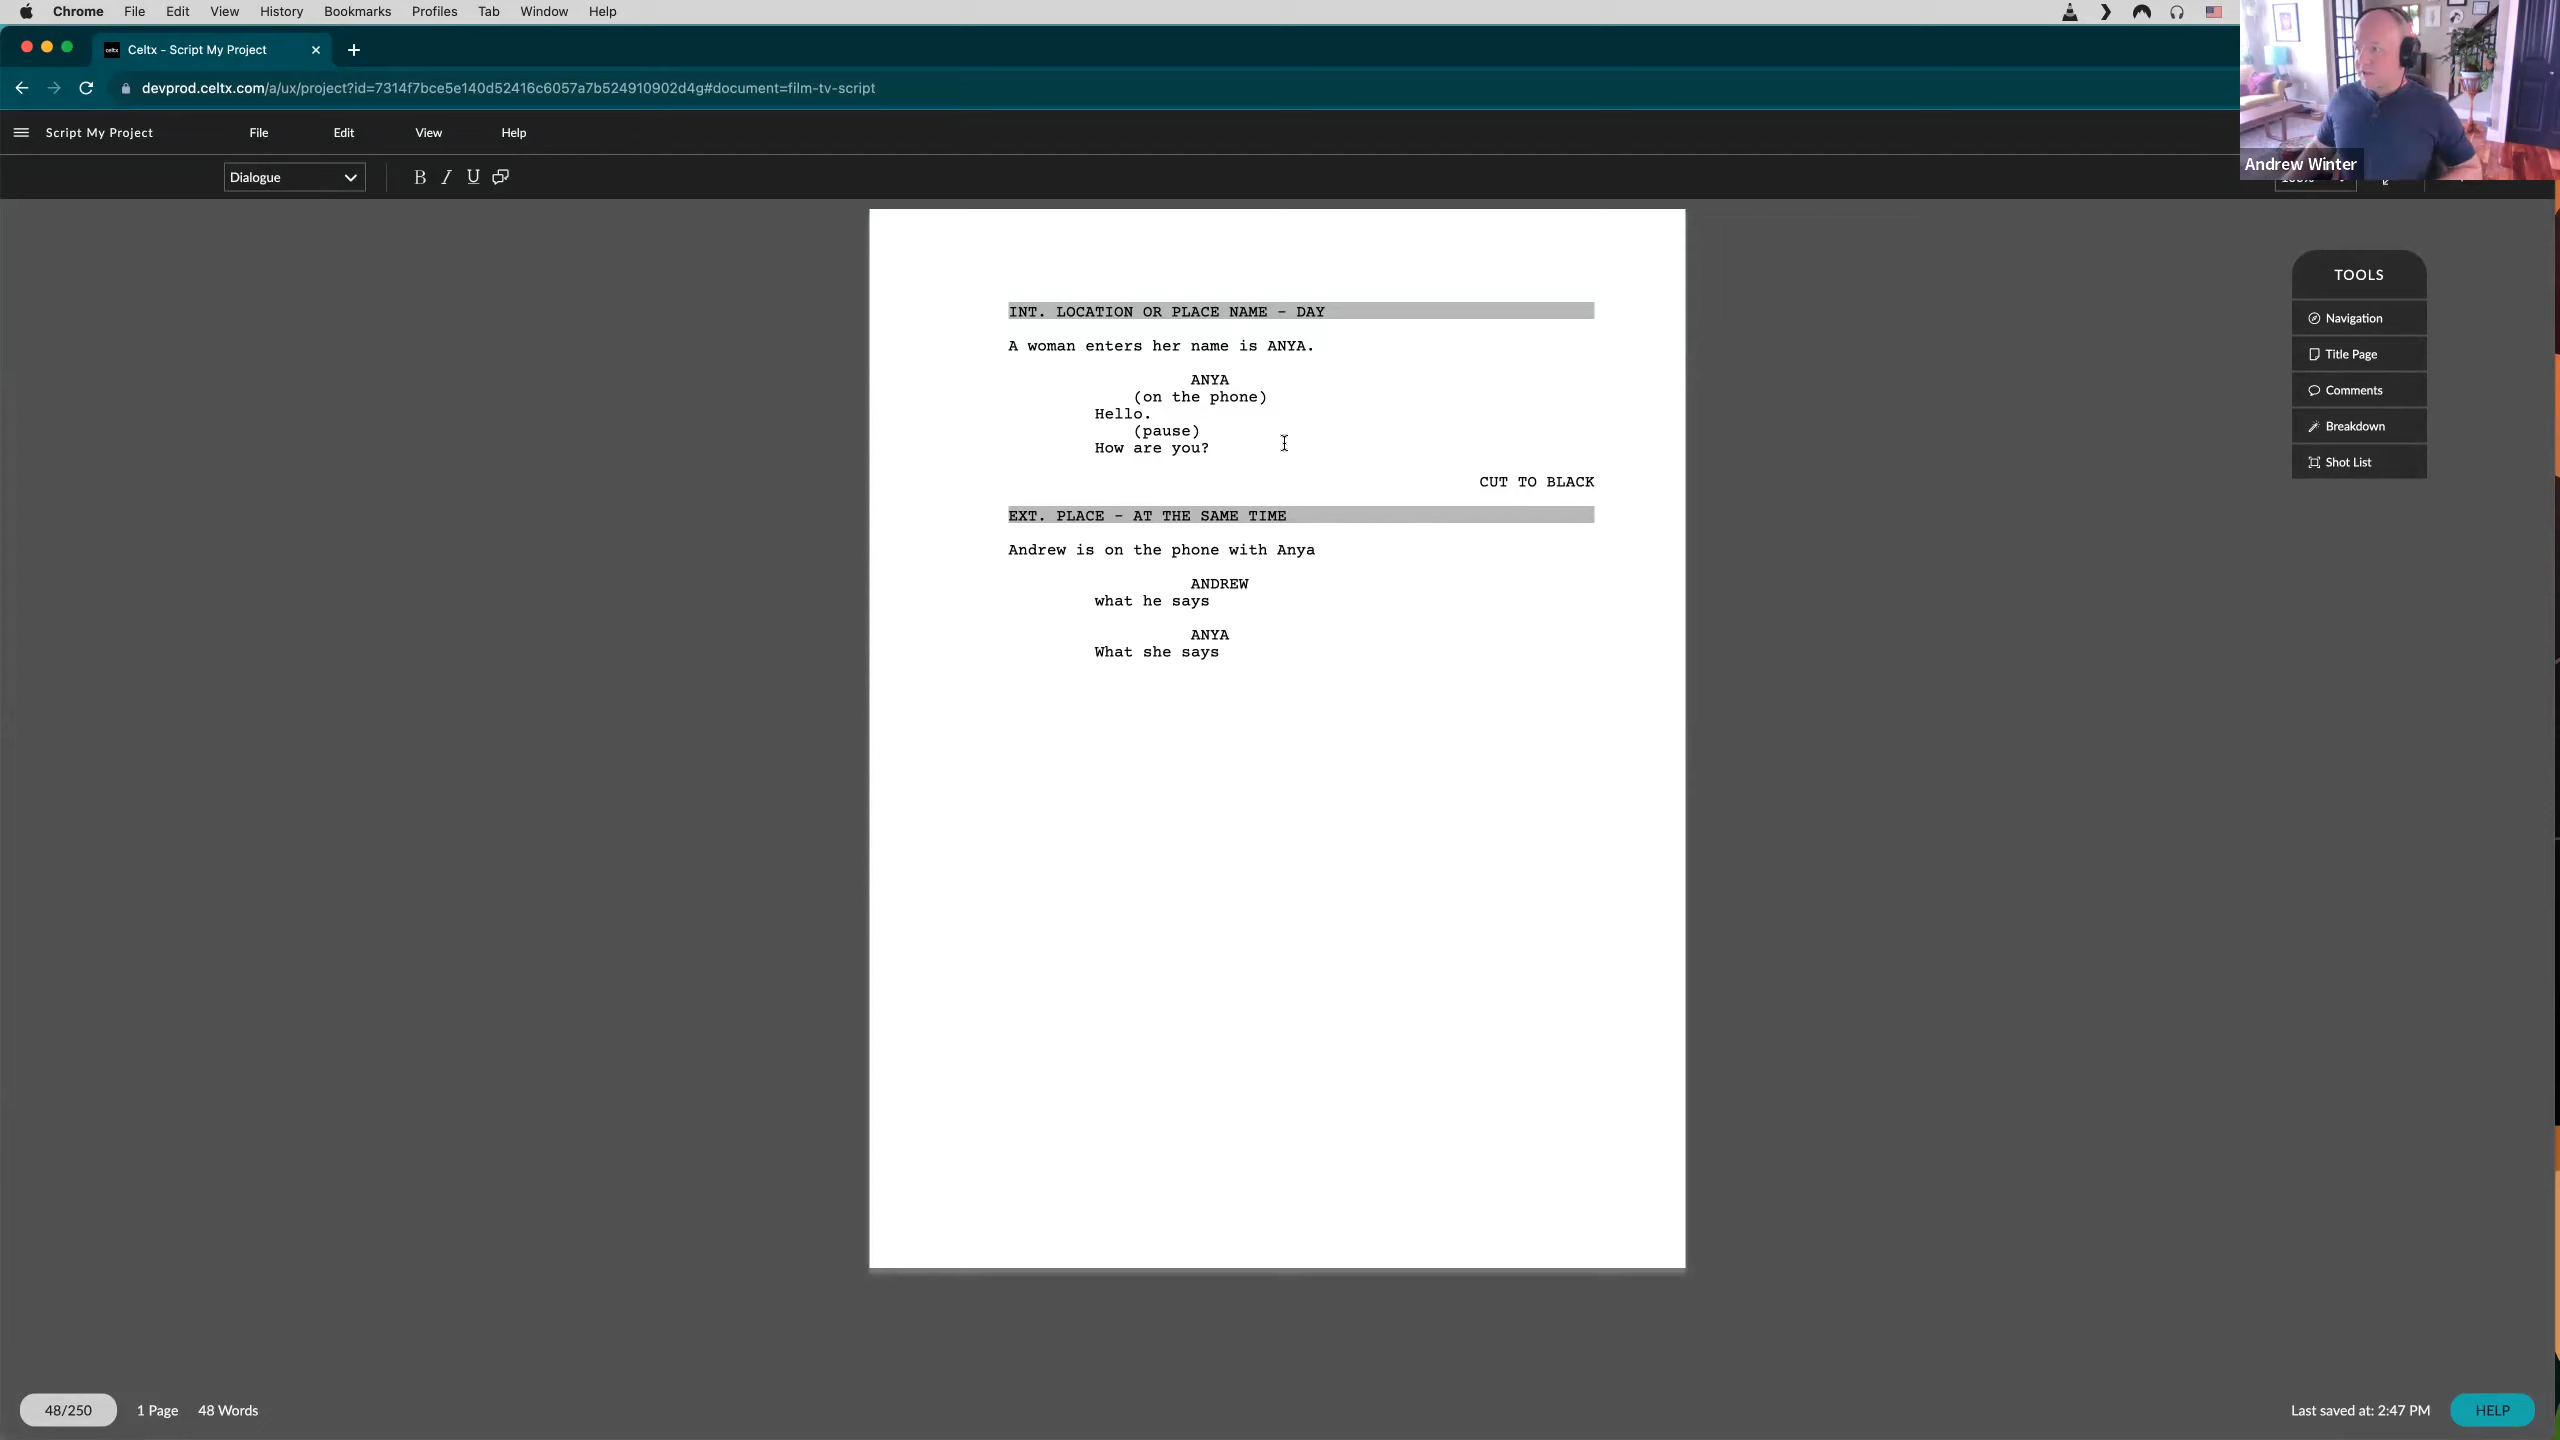 Chrome File Edit View History Bookmarks Profiles Tab Window Help
celtx Celtx - Script My Project
devprod.celtx.com/a/ux/project?id=7314f7bce5e140d52416c6057a7b524910902d4g#document=film-tv-script
Script My Project File Edit View Help
Andrew Winter
Dialogue B I U
TOOLS
Navigation
Title Page
Comments
Breakdown
Shot List
INT. LOCATION OR PLACE NAME - DAY
A woman enters her name is ANYA.
ANYA
(on the phone)
Hello.
(pause)
How are you?
CUT TO BLACK
EXT. PLACE - AT THE SAME TIME
Andrew is on the phone with Anya
ANDREW
what he says
ANYA
What she says
48/250 1 Page 48 Words Last saved at: 2:47 PM HELP